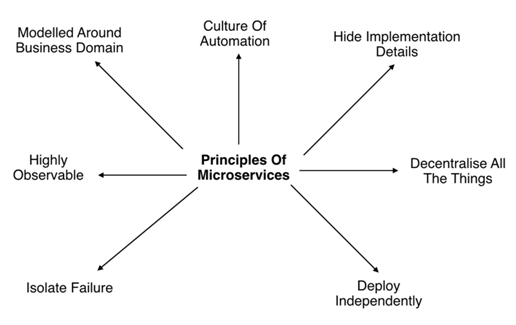 Modelled Around
Business Domain
Culture Of
Automation
Hide Implementation
Details
Highly
Observable
Principles Of
Microservices
Decentralise All
The Things
Isolate Failure
Deploy
Independently